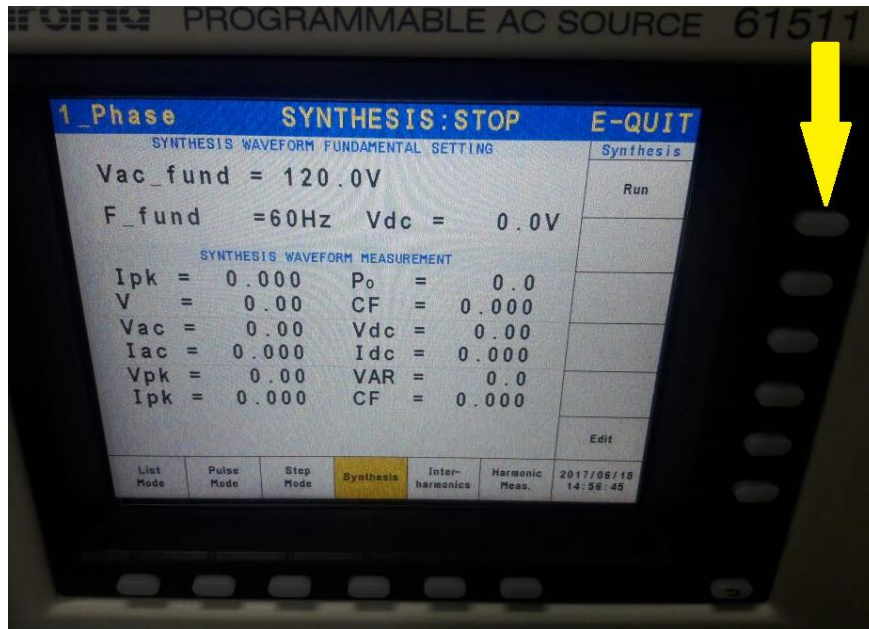 PROGRAMMABLE AC SOURCE 61511
1_Phase SYNTHESIS:STOP E-QUIT
SYNTHESIS WAVEFORM FUNDAMENTAL SETTING Synthesis
Vac_fund = 120.0V Run
F_fund =60Hz Vdc = 0.0V
SYNTHESIS WAVEFORM MEASUREMENT
Ipk = 0.000 Po = 0.0
V = 0.00 CF = 0.000
Vac = 0.00 Vdc = 0.00
Iac = 0.000 Idc = 0.000
Vpk = 0.00 VAR = 0.0
Ipk = 0.000 CF = 0.000
Edit
List Pulse Step Synthesis Inter- Harmonic 2017/06/18
Mode Mode Mode harmonics Meas. 14:56:45